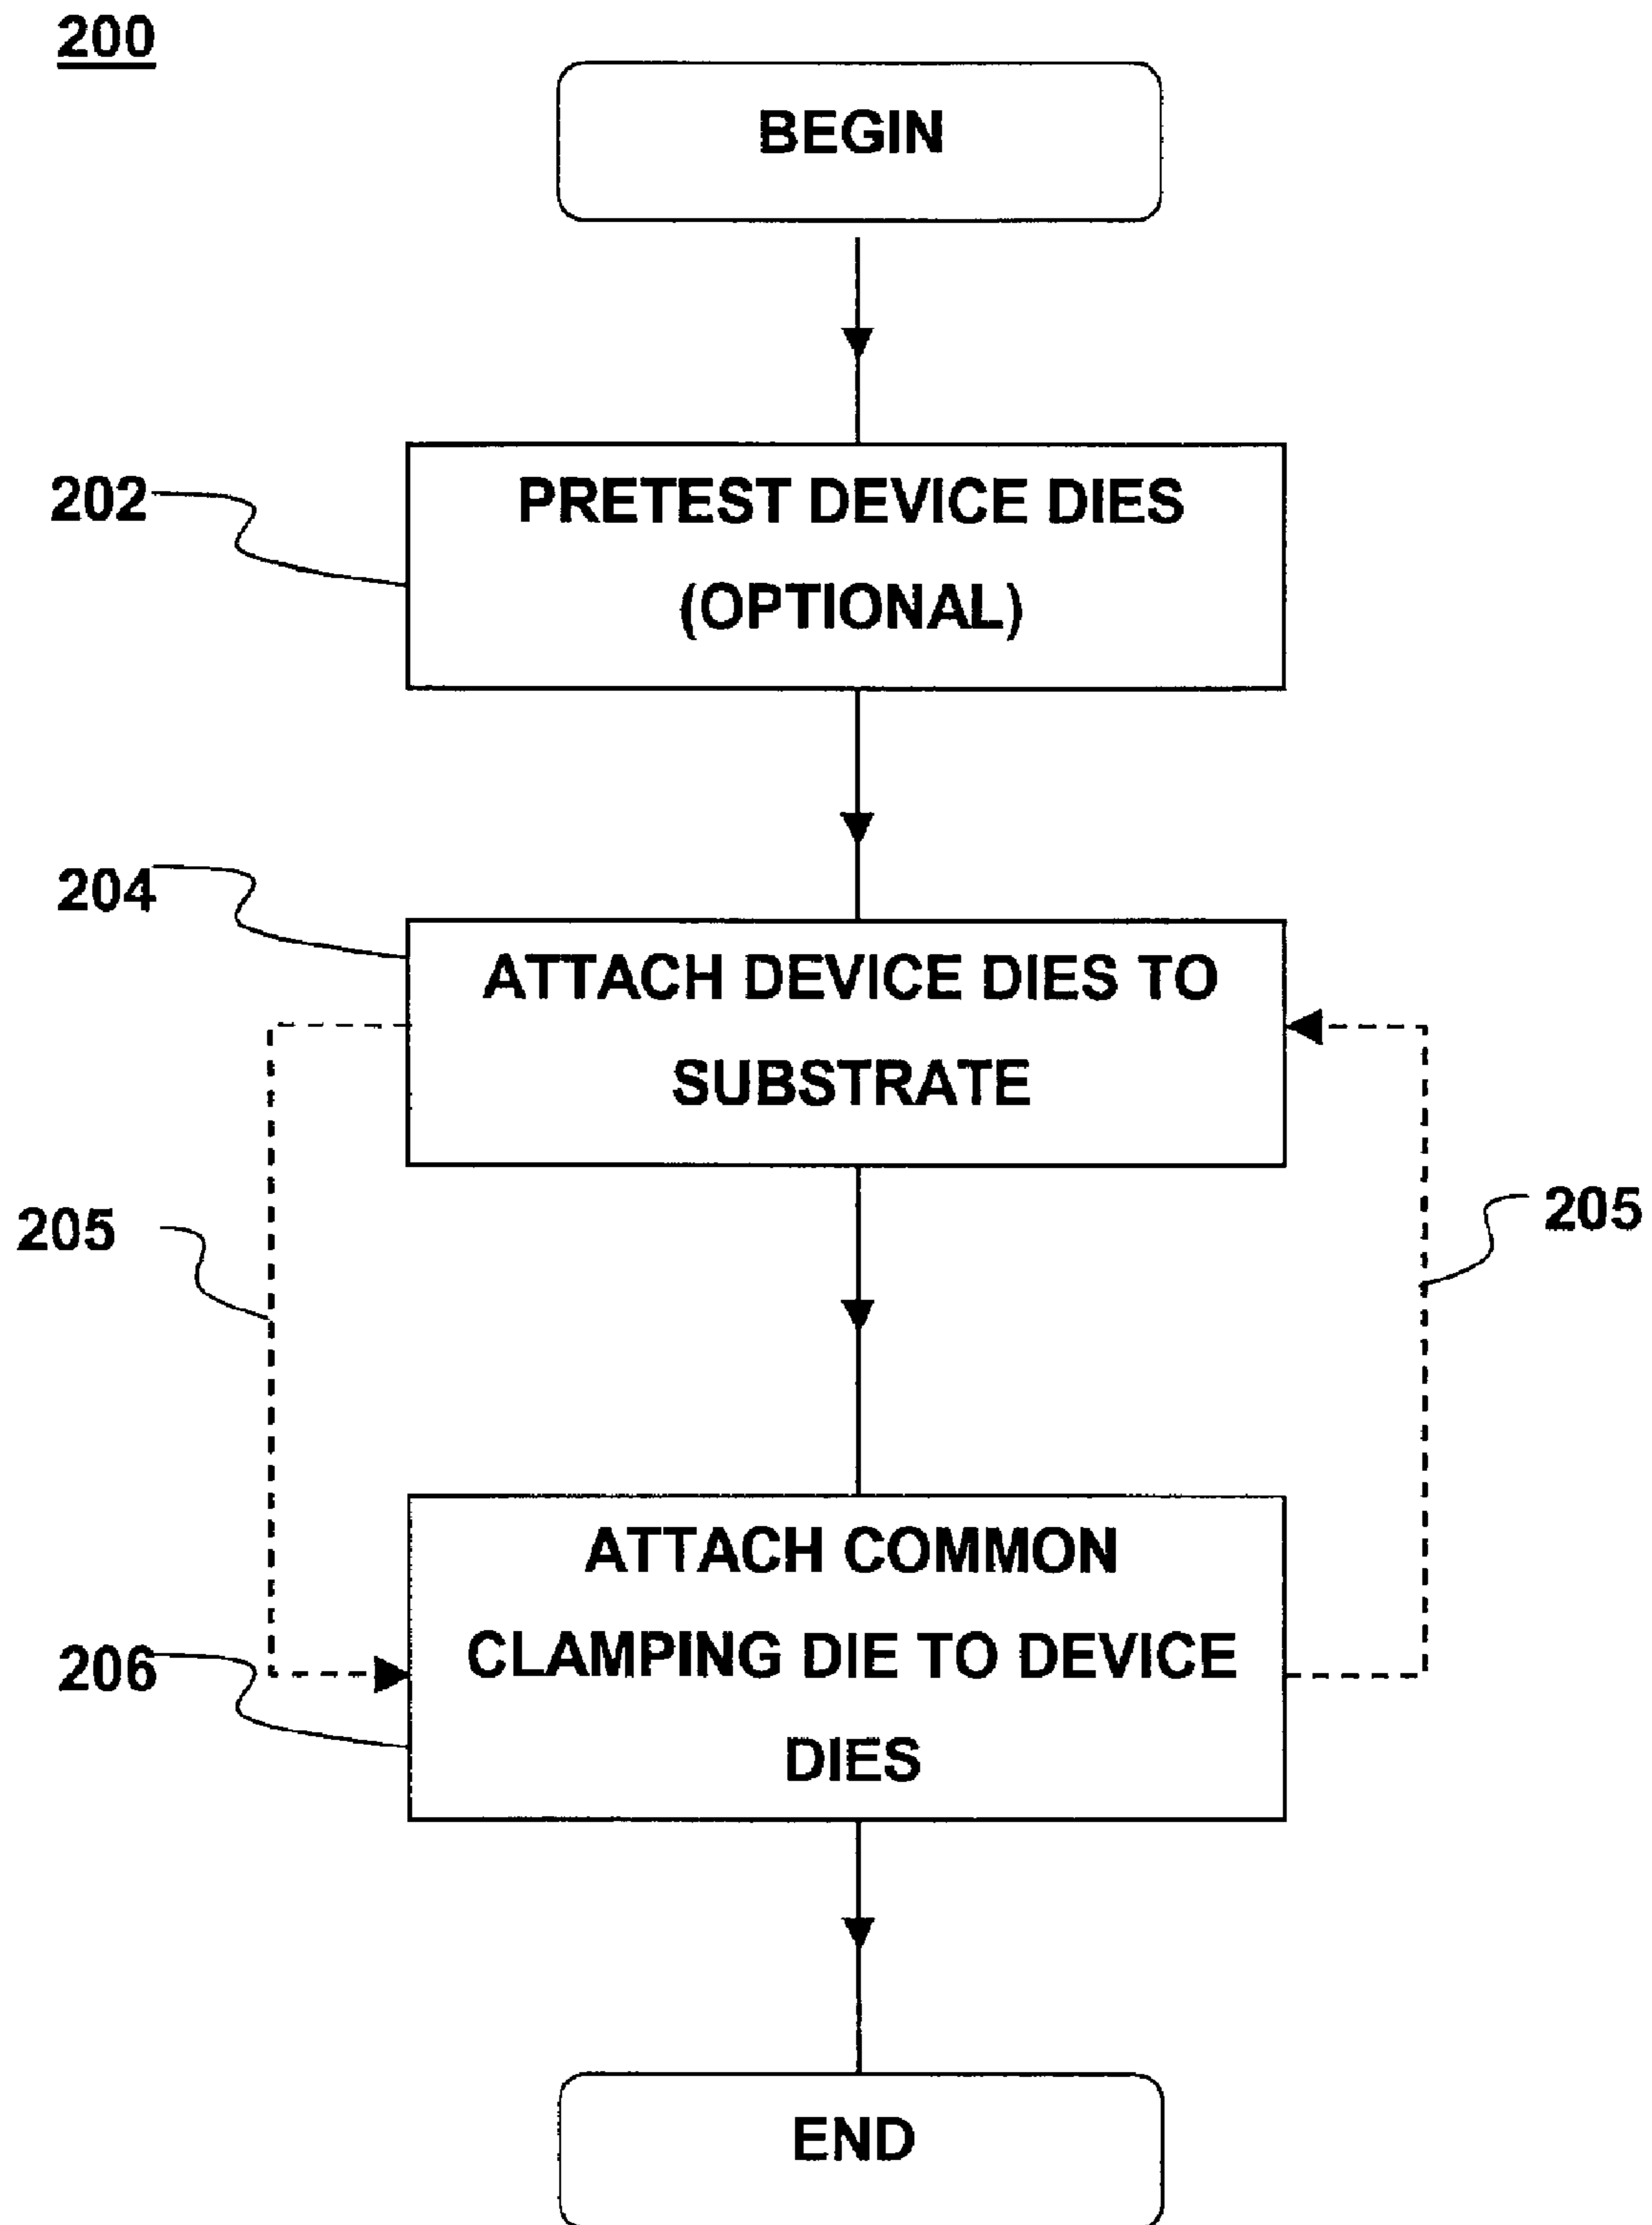 200
BEGIN
202
PRETEST DEVICE DIES
(OPTIONAL)
204
ATTACH DEVICE DIES TO
SUBSTRATE
205
205
206
ATTACH COMMON
CLAMPING DIE TO DEVICE
DIES
END